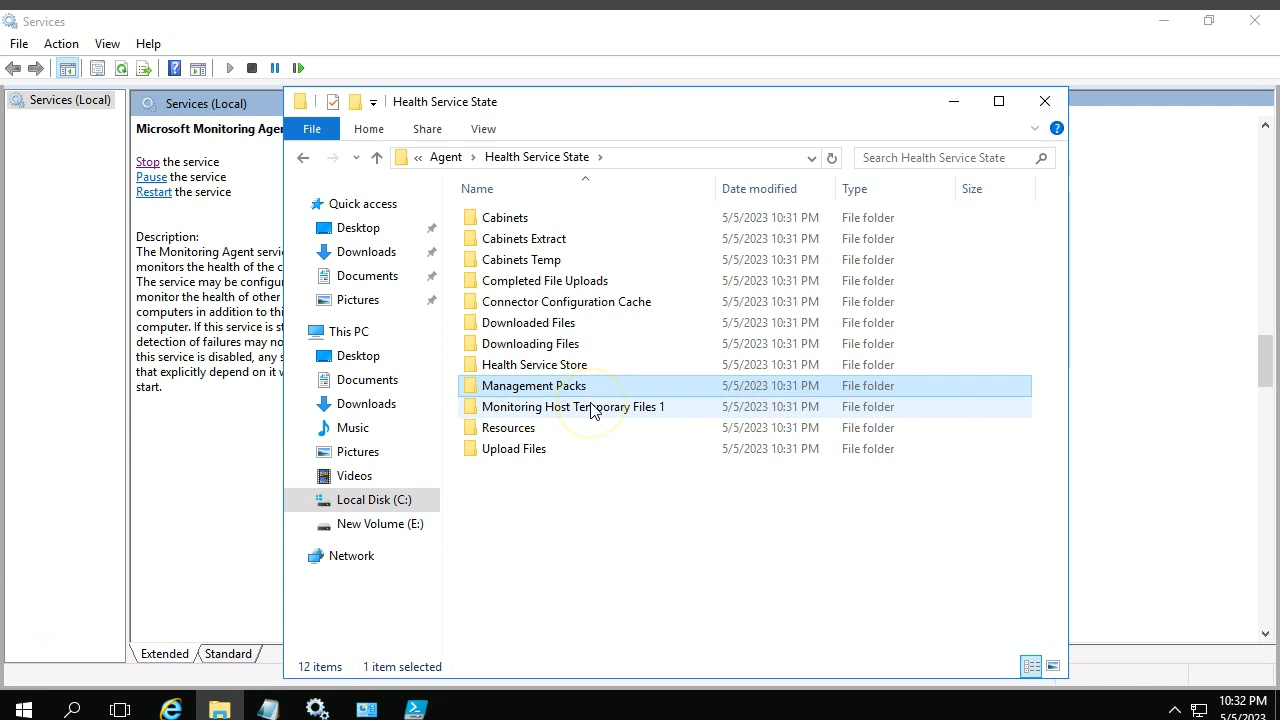 Services
File Action View Help
Services (Local)
Services (Local)
Microsoft Monitoring Age
Stop the service
Pause the service
Restart the service
Description:
The Monitoring Agent servi
monitors the health of the c
The service may be configu
monitor the health of other
computers in addition to thi
computer. If this service is st
detection of failures may no
this service is disabled, any s
that explicitly depend on it w
start.
Extended Standard
Health Service State
File Home Share View
« Agent > Health Service State >
Search Health Service State
Name Date modified Type Size
Quick access
Desktop
Downloads
Documents
Pictures
This PC
Desktop
Documents
Downloads
Music
Pictures
Videos
Local Disk (C:)
New Volume (E:)
Network
Cabinets 5/5/2023 10:31 PM File folder
Cabinets Extract 5/5/2023 10:31 PM File folder
Cabinets Temp 5/5/2023 10:31 PM File folder
Completed File Uploads 5/5/2023 10:31 PM File folder
Connector Configuration Cache 5/5/2023 10:31 PM File folder
Downloaded Files 5/5/2023 10:31 PM File folder
Downloading Files 5/5/2023 10:31 PM File folder
Health Service Store 5/5/2023 10:31 PM File folder
Management Packs 5/5/2023 10:31 PM File folder
Monitoring Host Temporary Files 1 5/5/2023 10:31 PM File folder
Resources 5/5/2023 10:31 PM File folder
Upload Files 5/5/2023 10:31 PM File folder
12 items 1 item selected
10:32 PM
5/5/2023